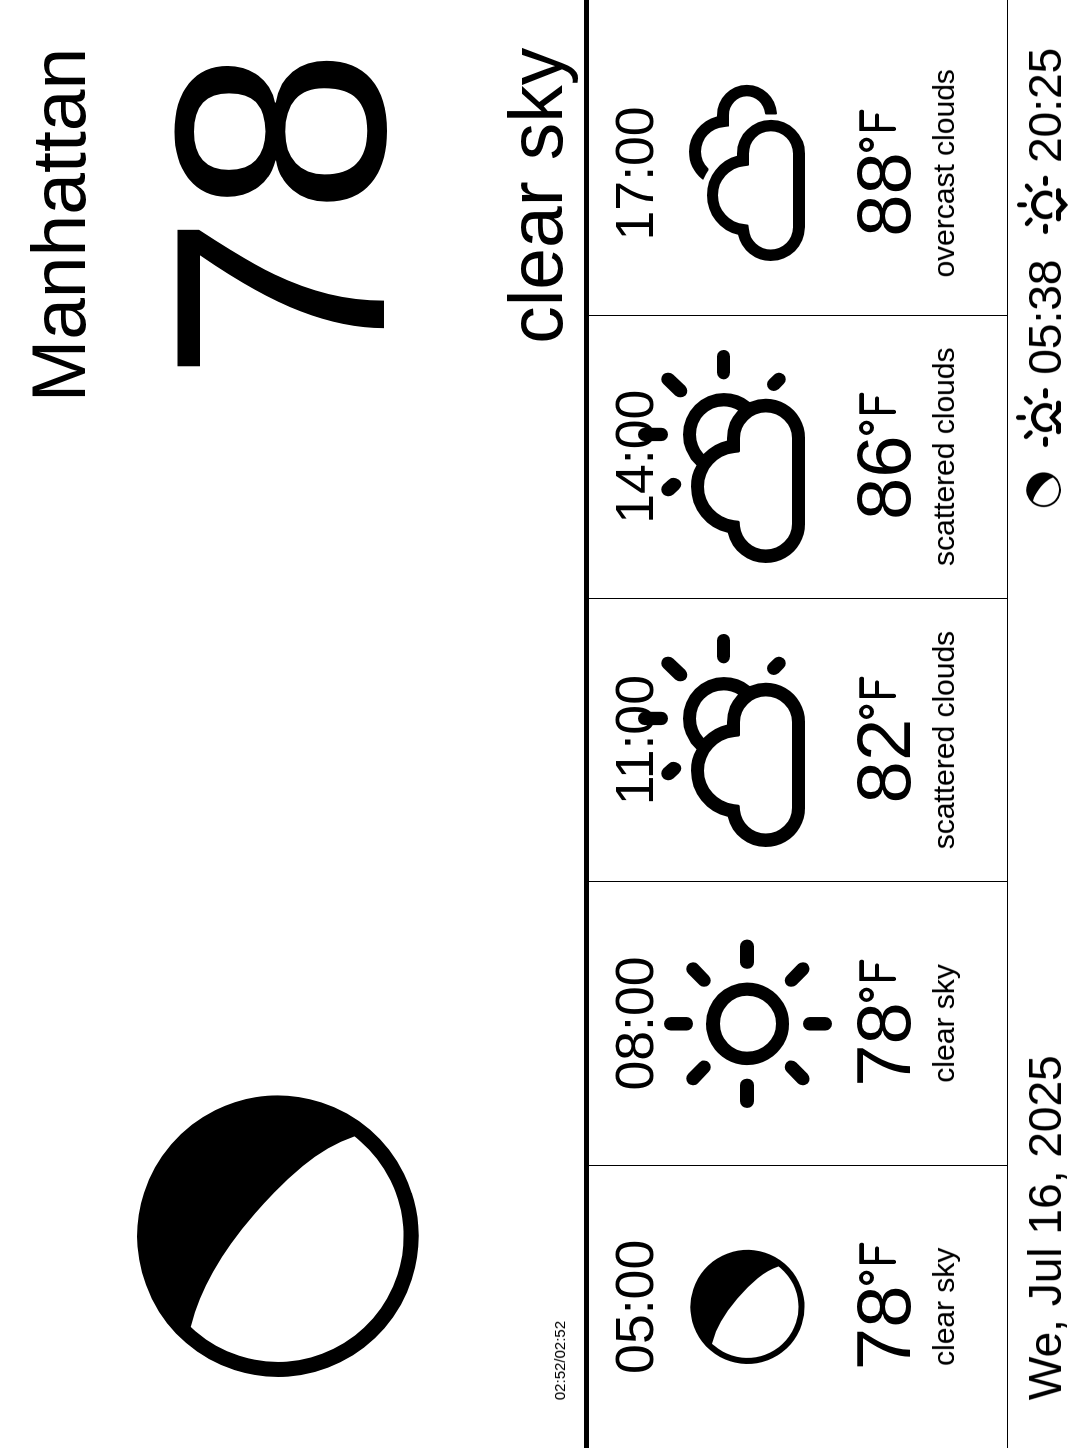 Manhattan
78
clear sky
02:52/02:52
05:00
78°F
clear sky
08:00
78°F
clear sky
11:00
82°F
scattered clouds
14:00
86°F
scattered clouds
17:00
88°F
overcast clouds
We, Jul 16, 2025
05:38
20:25